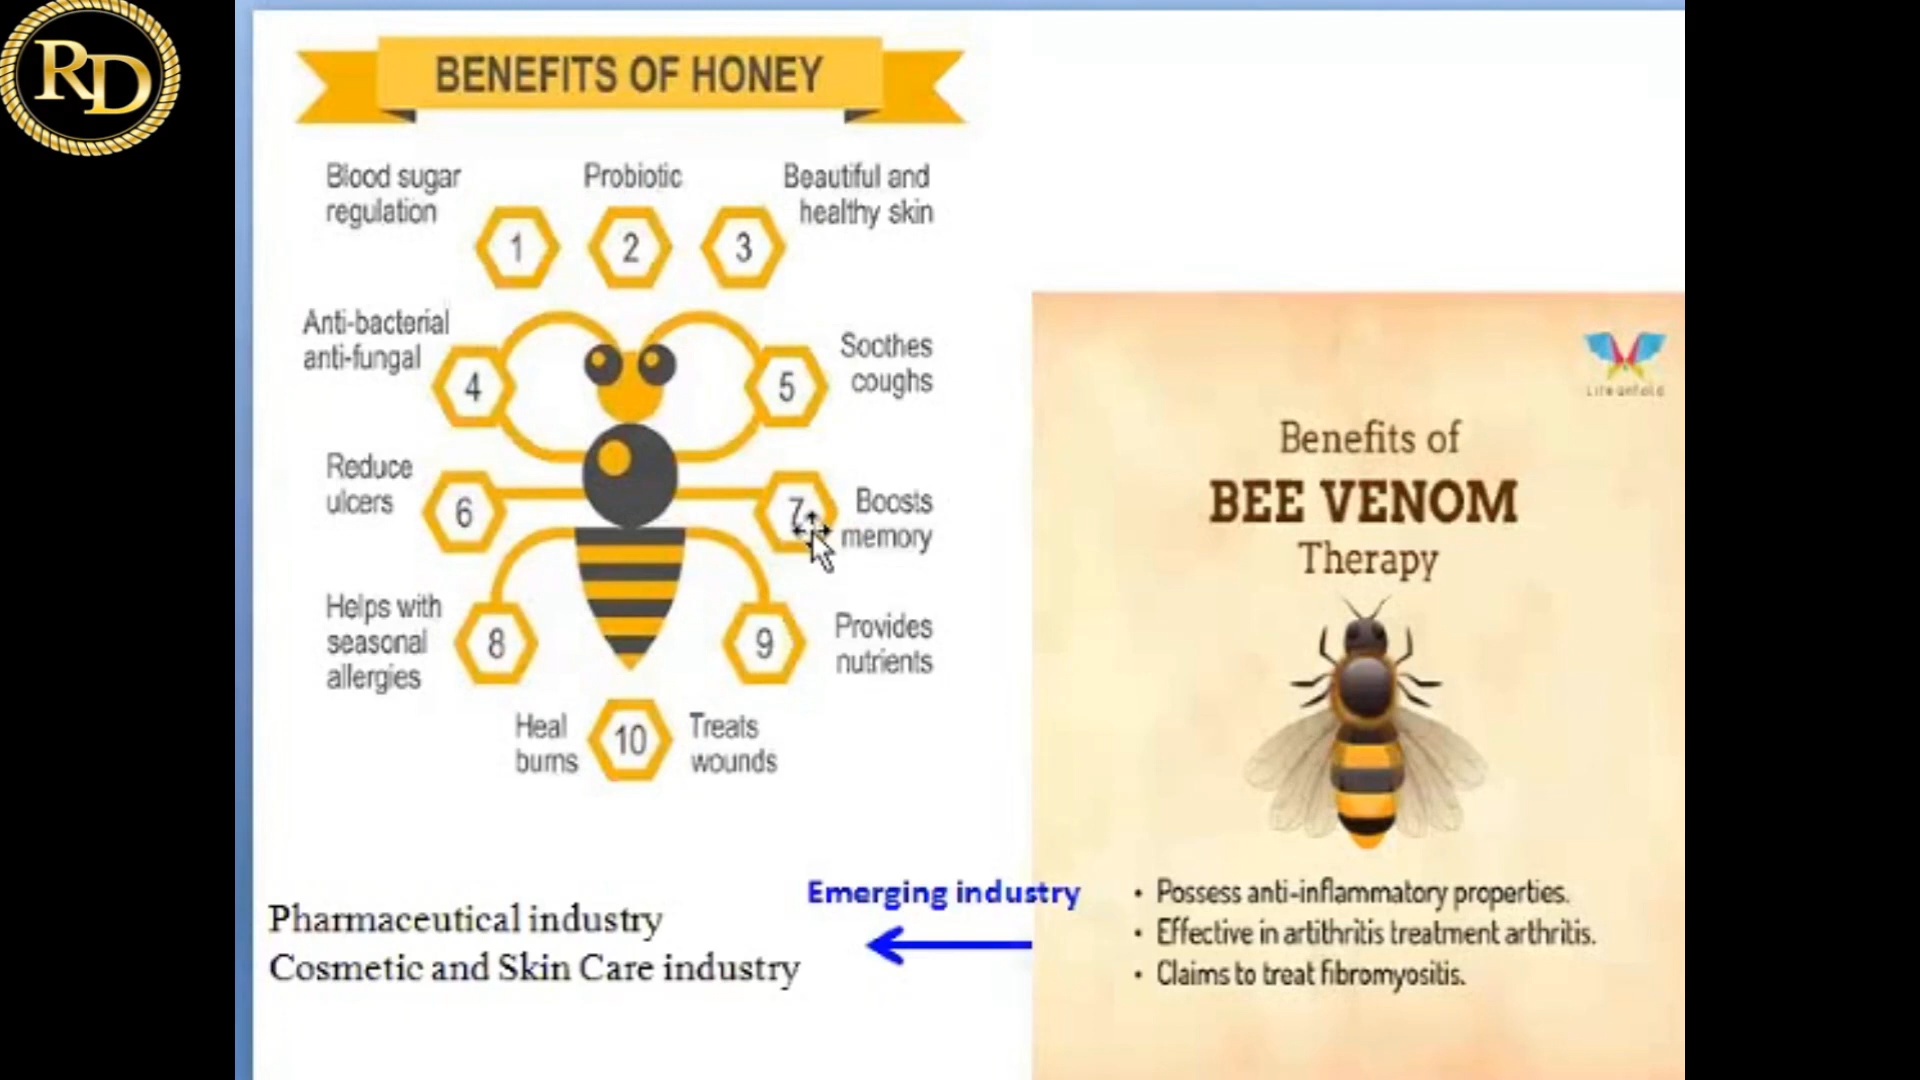 RD
BENEFITS OF HONEY
Blood sugar
regulation
1
Probiotic
2
Beautiful and
healthy skin
3
Anti-bacterial
anti-fungal
4
Soothes
coughs
5
Reduce
ulcers
6
Boosts
memory
7
Helps with
seasonal
allergies
8
Provides
nutrients
9
Heal
burns
10
Treats
wounds
Pharmaceutical industry
Cosmetic and Skin Care industry
Emerging industry
Benefits of
BEE VENOM
Therapy
• Possess anti-inflammatory properties.
• Effective in artithritis treatment arthritis.
• Claims to treat fibromyositis.